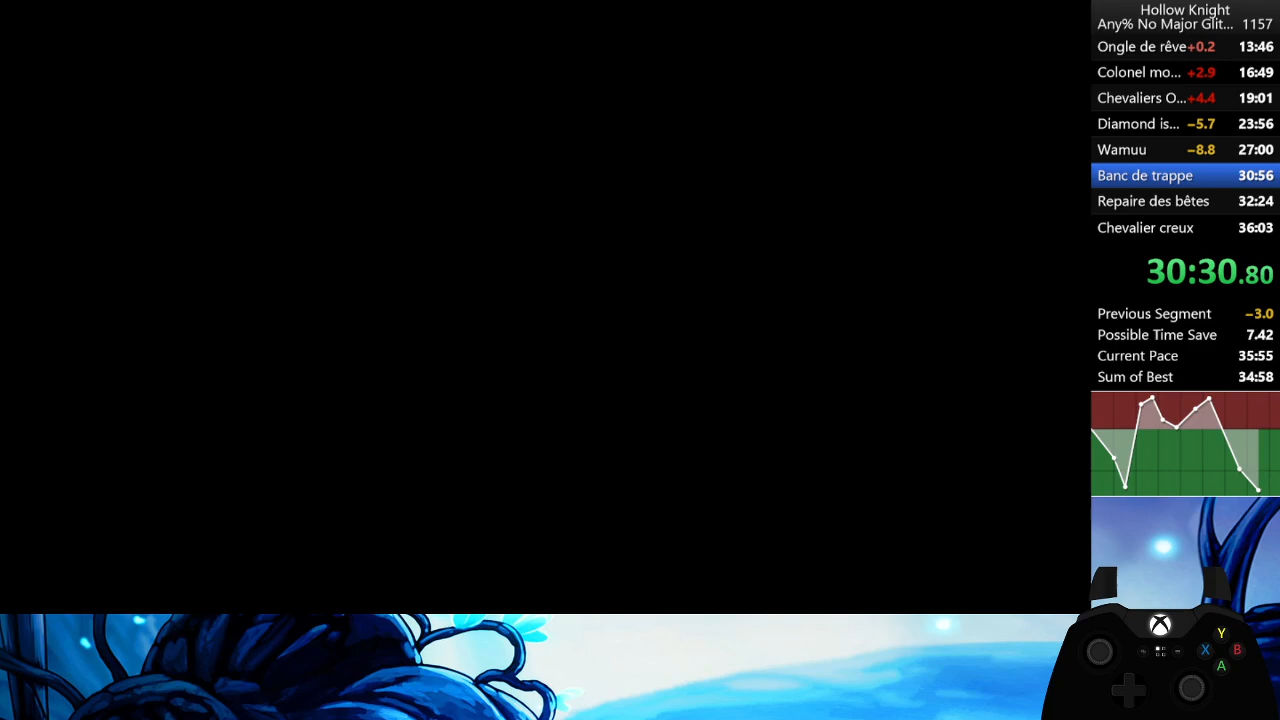 Hollow Knight
Any% No Major Glit... 1157
Ongle de rêve +0.2 13:46
Colonel mo... +2.9 16:49
Chevaliers O... +4.4 19:01
Diamond is... −5.7 23:56
Wamuu −8.8 27:00
Banc de trappe 30:56
Repaire des bêtes 32:24
Chevalier creux 36:03
30:30.80
Previous Segment −3.0
Possible Time Save 7.42
Current Pace 35:55
Sum of Best 34:58
Y
X B
A